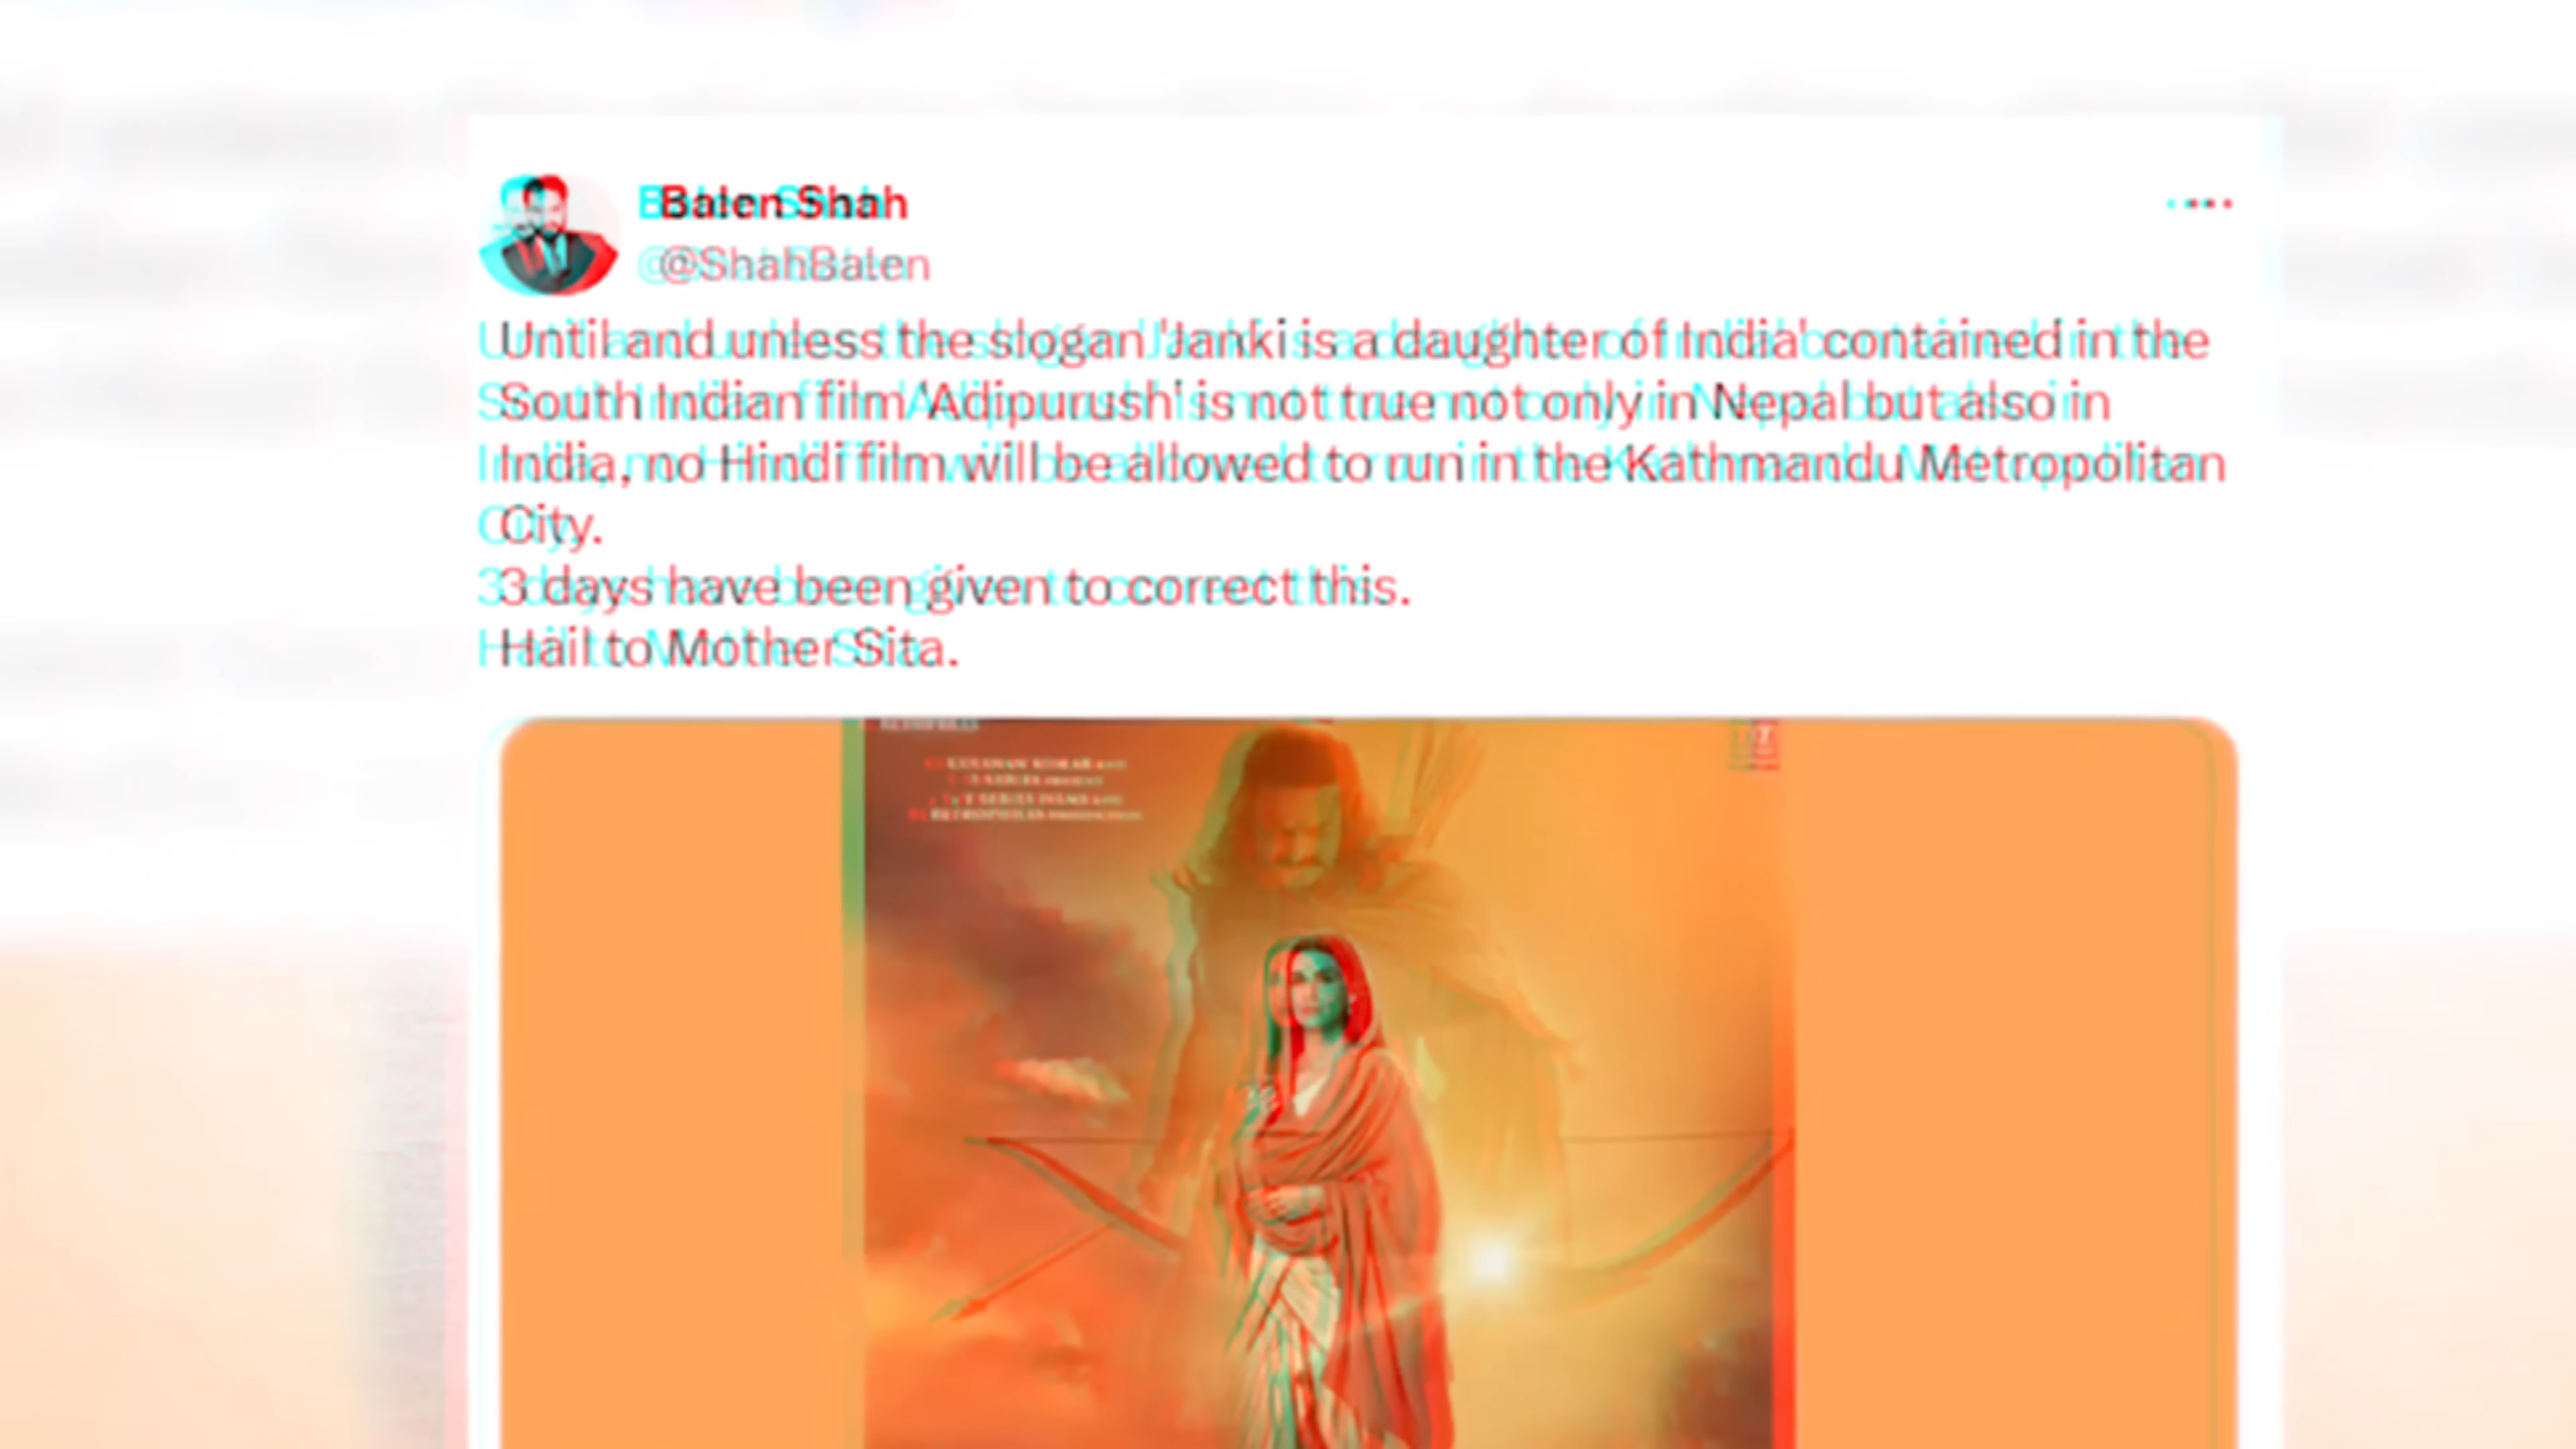 Balen Shah
@ShahBalen
Until and unless the slogan 'Janki is a daughter of India' contained in the
South Indian film 'Adipurush' is not true not only in Nepal but also in
India, no Hindi film will be allowed to run in the Kathmandu Metropolitan
City.
3 days have been given to correct this.
Hail to Mother Sita.